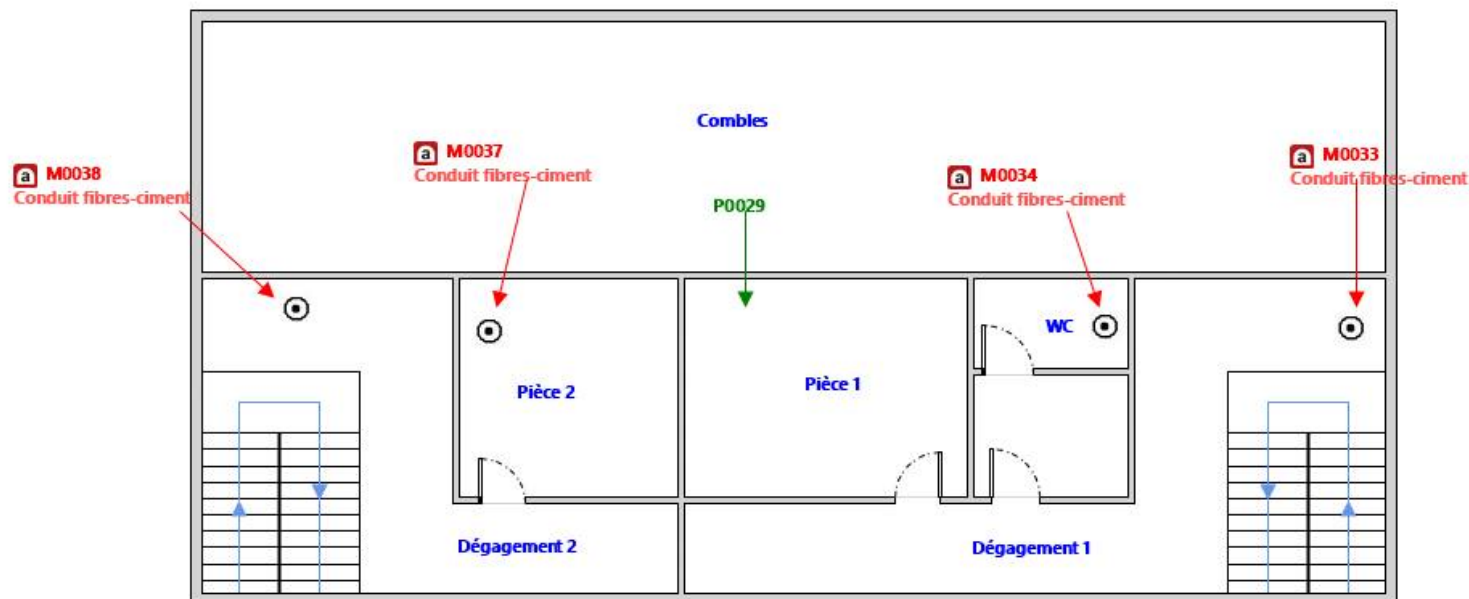 Combles
a M0038
Conduit fibres-ciment
a M0037
Conduit fibres-ciment
a M0034
Conduit fibres-ciment
a M0033
Conduit fibres-ciment
P0029
WC
Pièce 2
Pièce 1
Dégagement 2
Dégagement 1